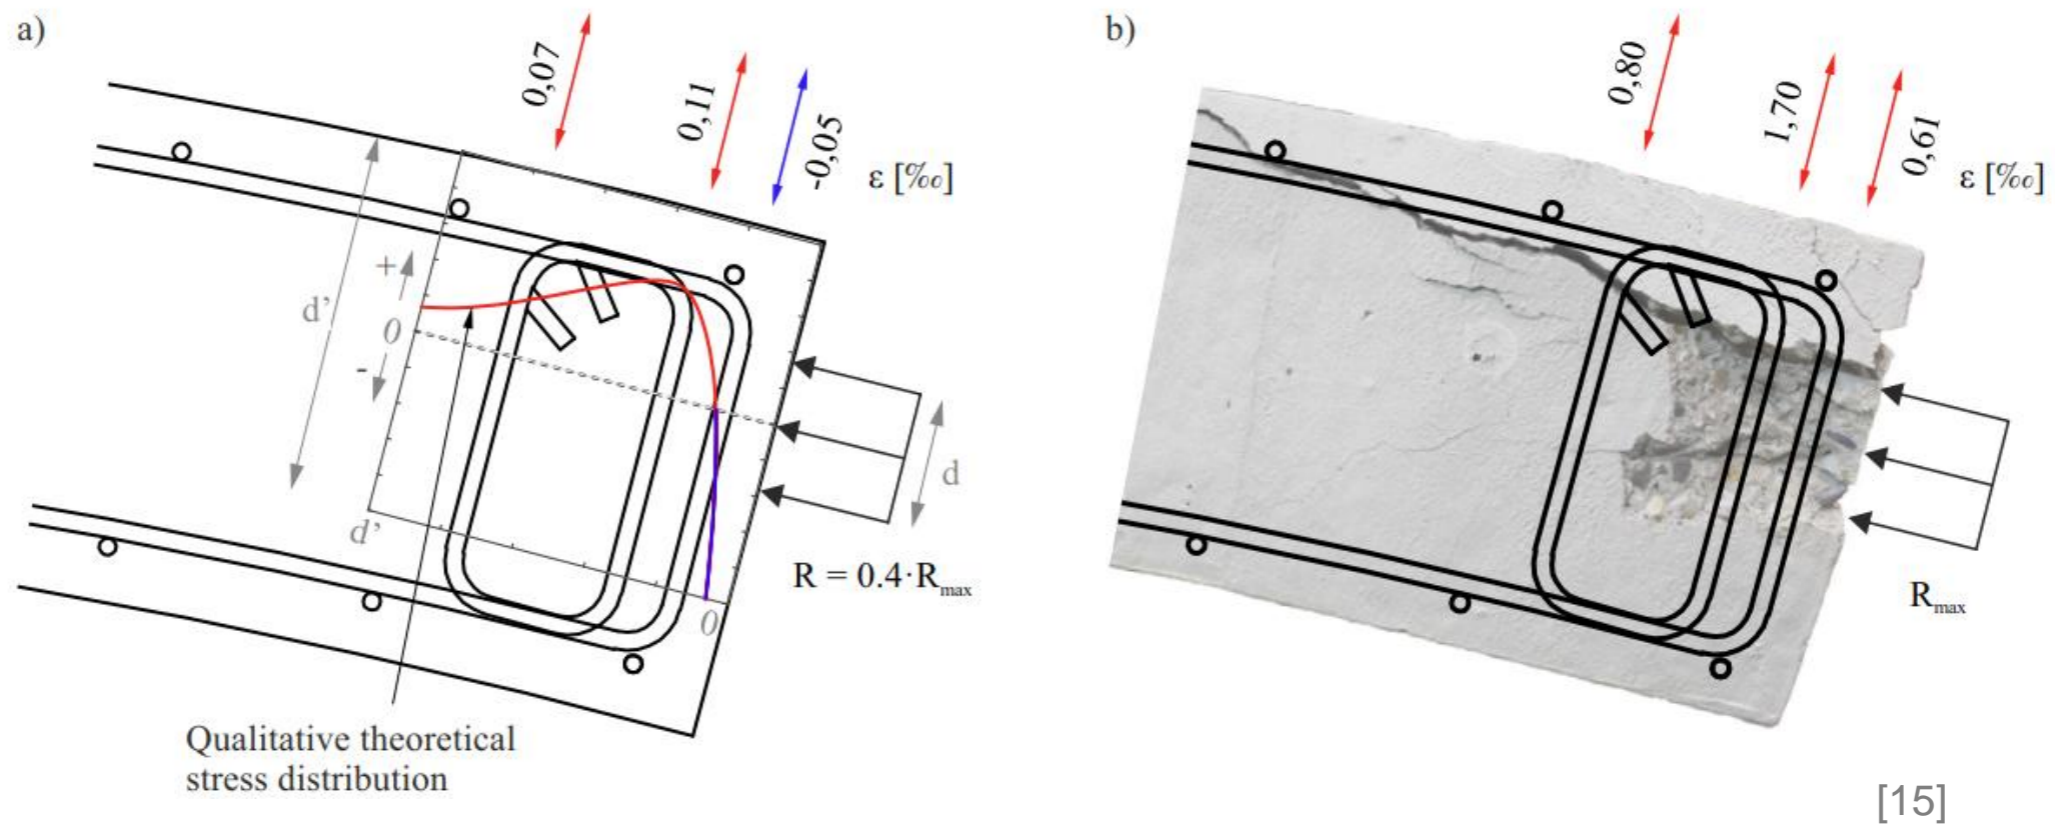 a)
0,07
0,11
-0,05
ε [‰]
d’
+
0
-
d’
0
d
R = 0.4·Rmax
Qualitative theoretical
stress distribution
b)
0,80
1,70
0,61
ε [‰]
Rmax
[15]